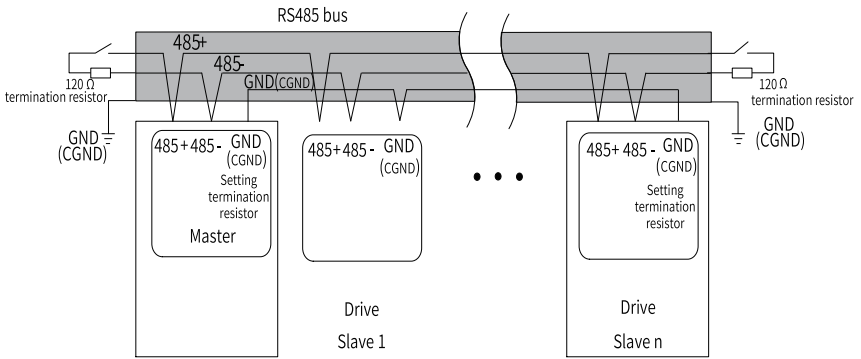 RS485 bus
485+
485-
GND(CGND)
120 Ω
termination resistor
120 Ω
termination resistor
GND
(CGND)
GND
(CGND)
485+ 485 - GND
(CGND)
Setting
termination
resistor
Master
485+ 485 - GND
(CGND)
Drive
Slave 1
485+ 485 - GND
(CGND)
Setting
termination
resistor
Drive
Slave n